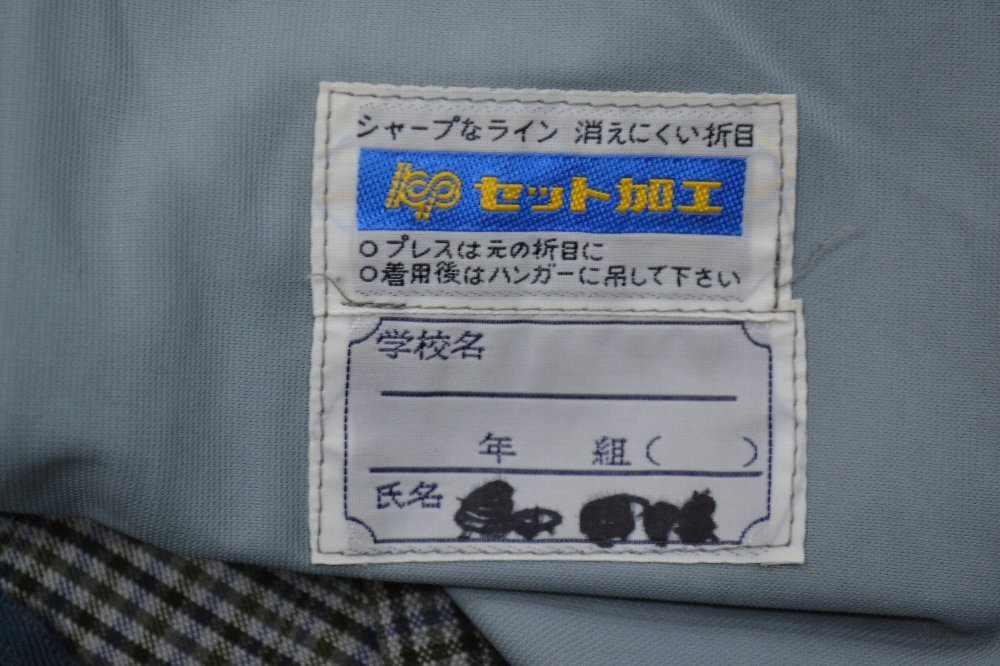 シャープなライン 消えにくい折目
セット加工
○プレスは元の折目に
○着用後はハンガーに吊して下さい
学校名
年 組( )
氏名